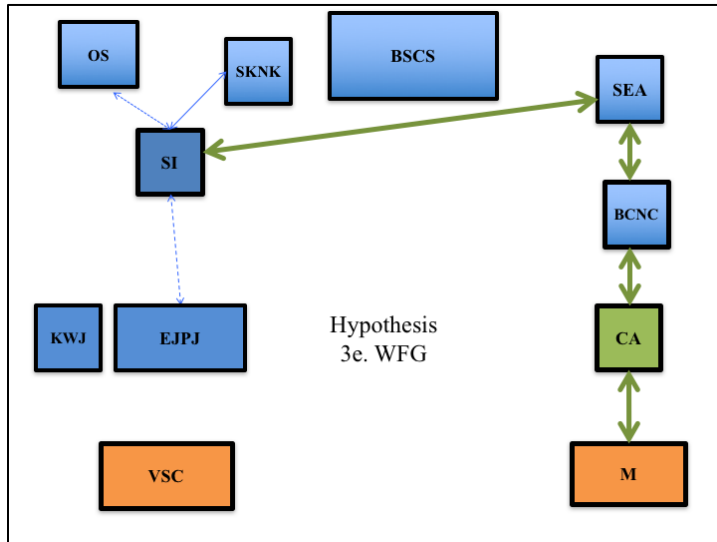 OS
SKNK
BSCS
SEA
SI
BCNC
KWJ
EJPJ
Hypothesis
3e. WFG
CA
VSC
M